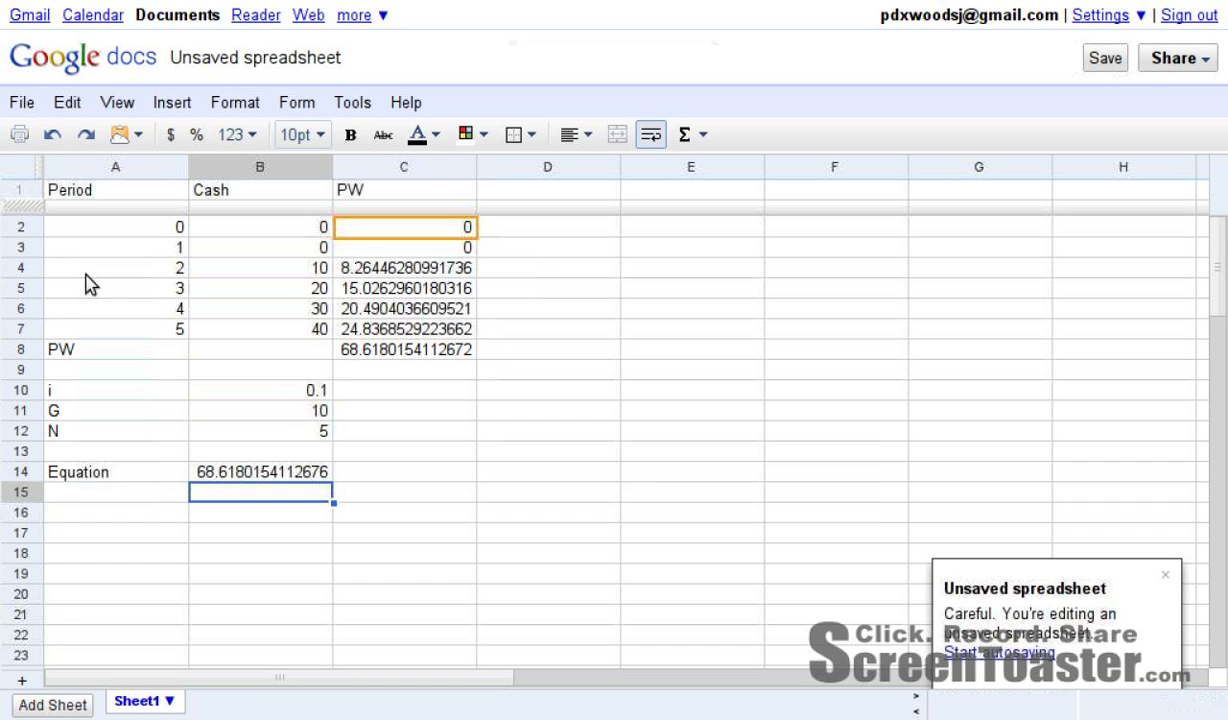 Gmail Calendar Documents Reader Web more ▼ pdxwoodsj@gmail.com | Settings ▼ | Sign out
Google docs Unsaved spreadsheet Save Share
File Edit View Insert Format Form Tools Help
$ % 123 10pt B Abc A Σ
A B C D E F G H
1 Period Cash PW
2 0 0 0
3 1 0 0
4 2 10 8.26446280991736
5 3 20 15.0262960180316
6 4 30 20.4904036609521
7 5 40 24.8368529223662
8 PW 68.6180154112672
9
10 i 0.1
11 G 10
12 N 5
13
14 Equation 68.6180154112676
15
16
17
18
19
20
21
22
23
Unsaved spreadsheet ×
Careful. You're editing an
unsaved spreadsheet.
Start autosaving
Click. Record. Share
ScreenToaster.com
+
Add Sheet Sheet1 ▼ > <